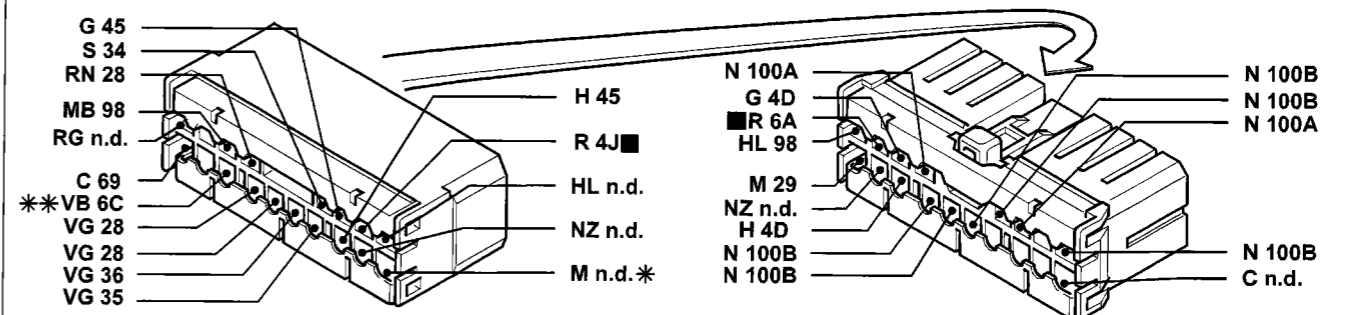 G 45
S 34
RN 28
MB 98
RG n.d.
C 69
✳✳VB 6C
VG 28
VG 28
VG 36
VG 35
H 45
R 4J■
HL n.d.
NZ n.d.
M n.d.✳
N 100A
G 4D
■R 6A
HL 98
M 29
NZ n.d.
H 4D
N 100B
N 100B
N 100B
N 100B
N 100A
N 100B
C n.d.